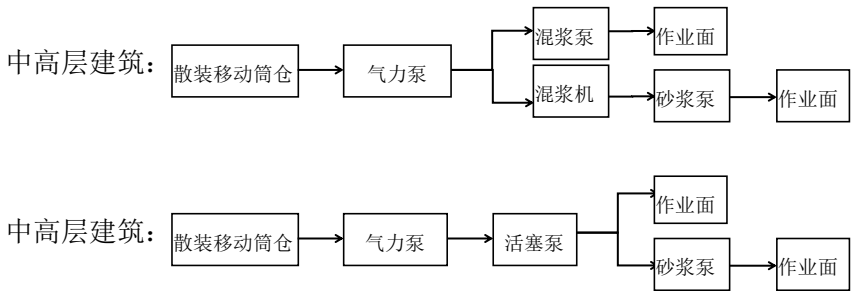 中高层建筑：
散装移动筒仓
气力泵
混浆泵
作业面
混浆机
砂浆泵
作业面
中高层建筑：
散装移动筒仓
气力泵
活塞泵
作业面
砂浆泵
作业面